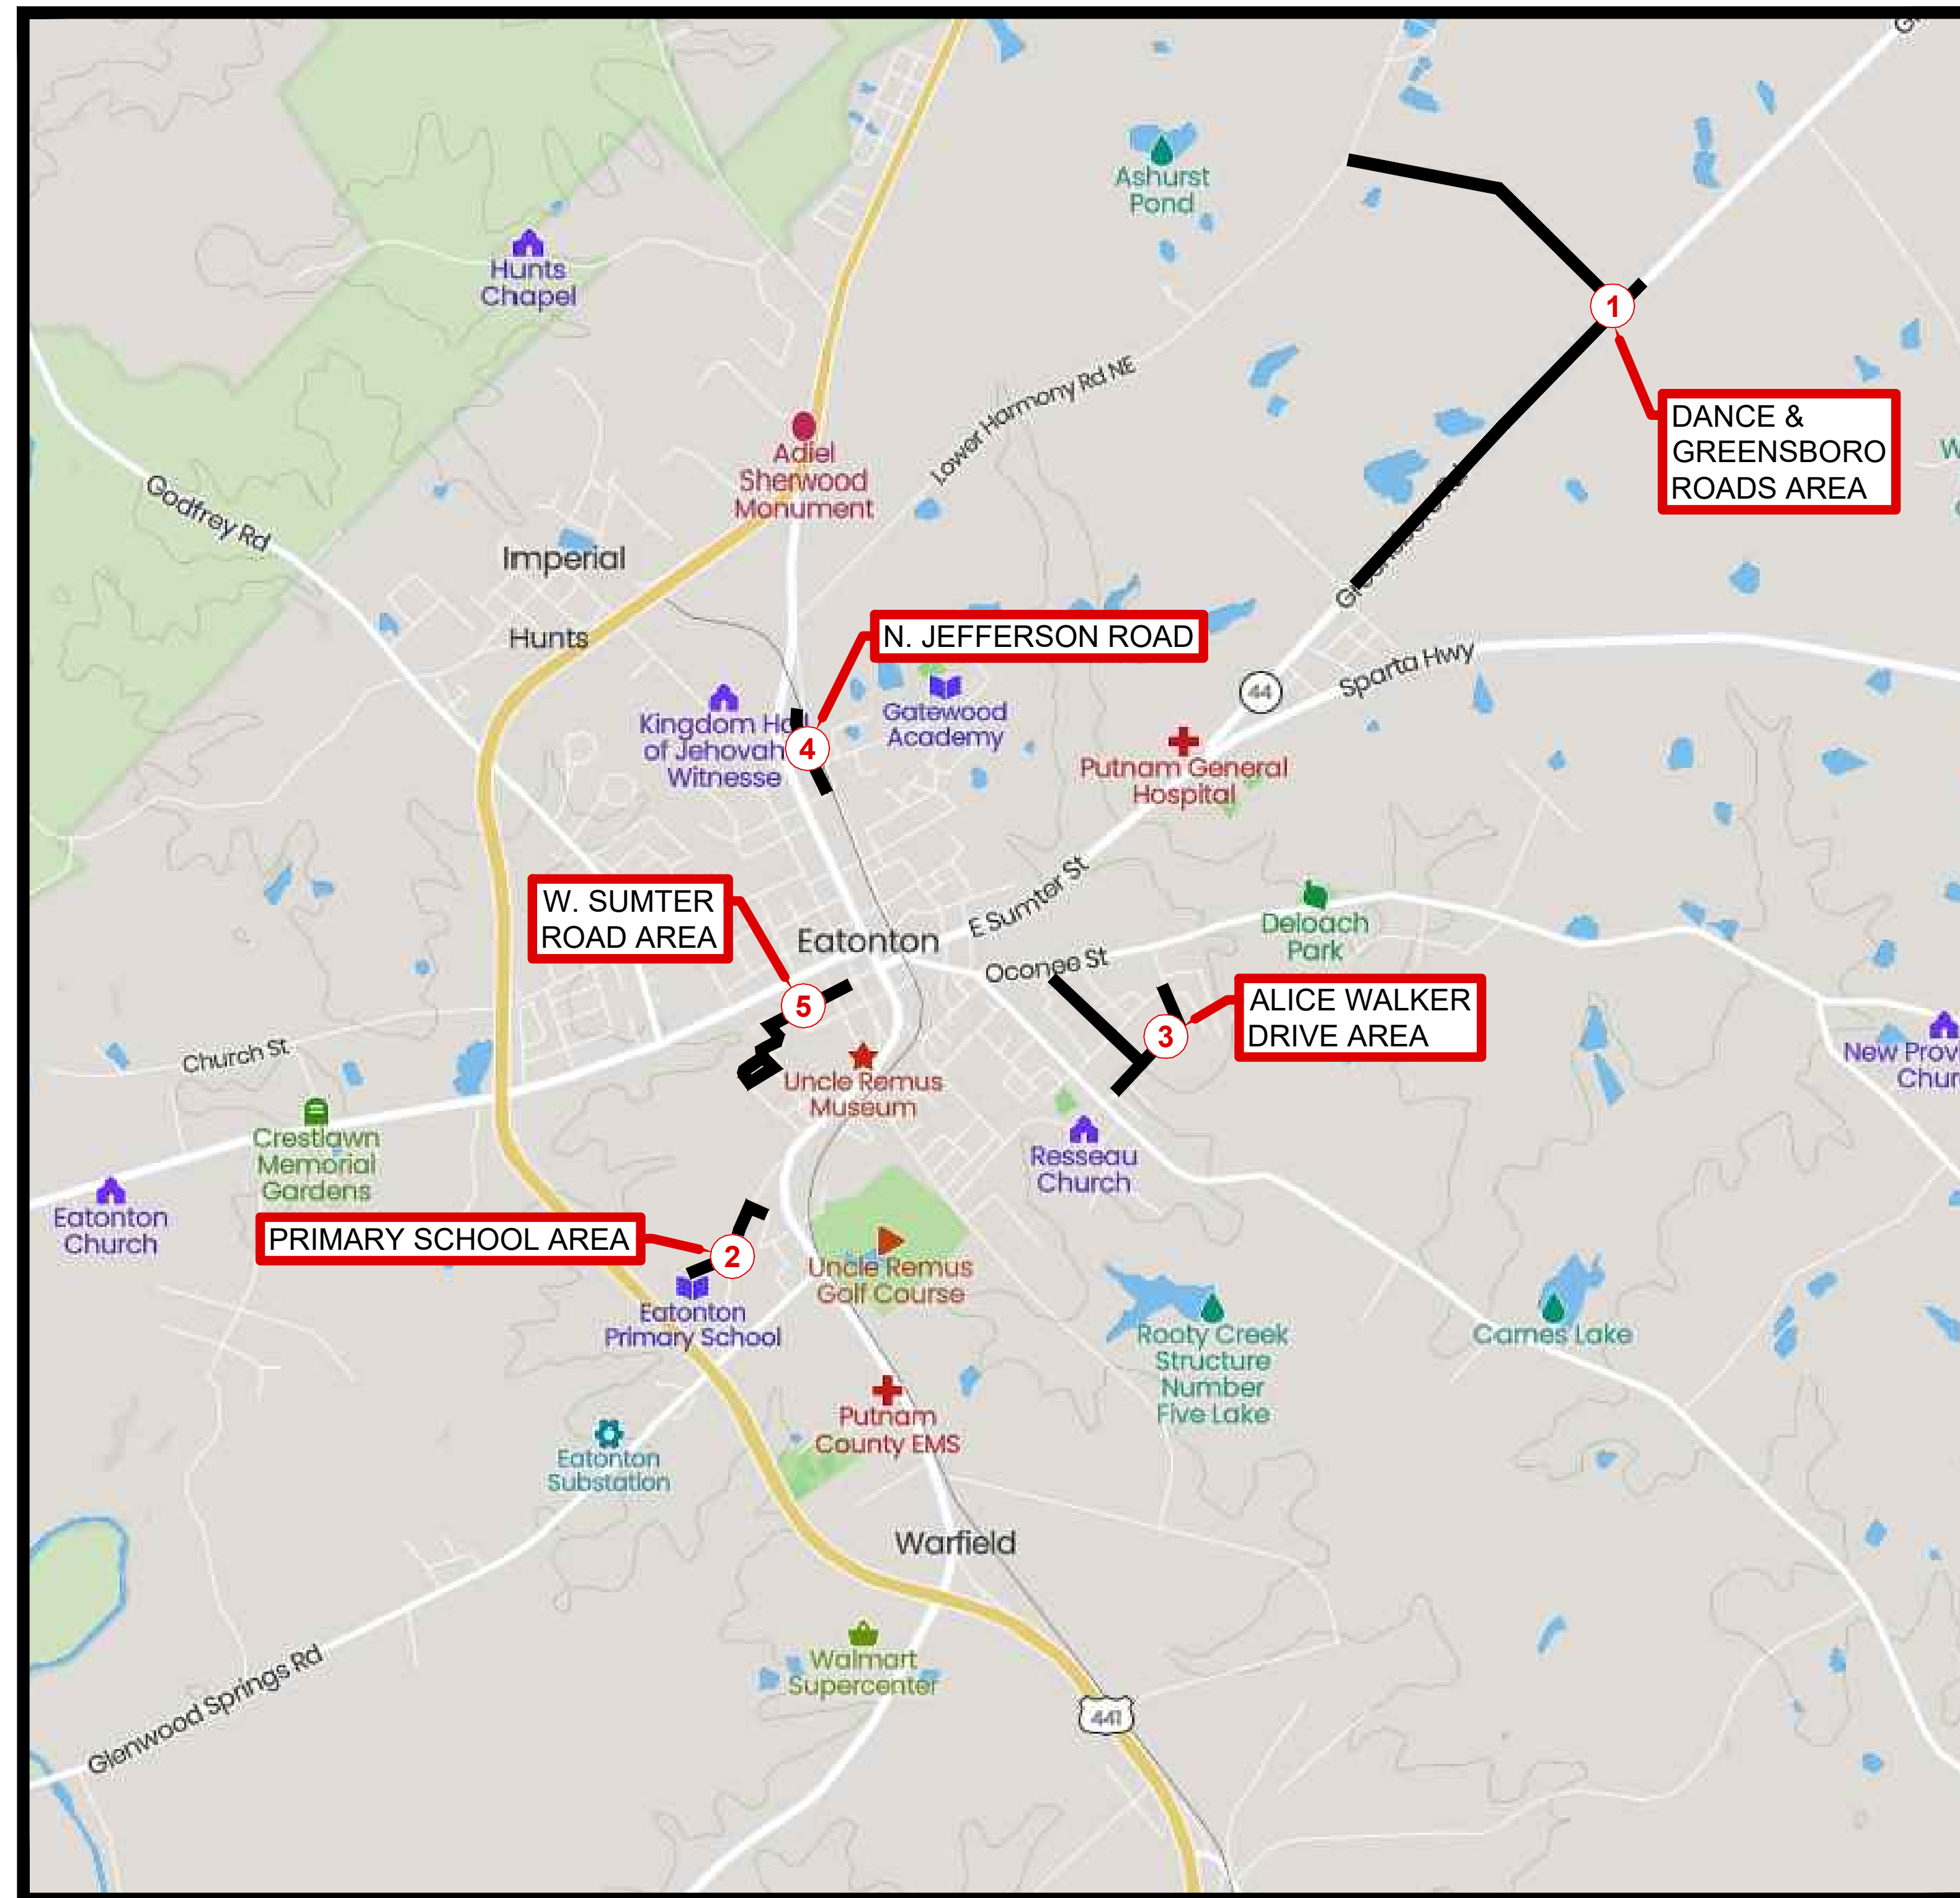 Ashurst
Pond
Hunts
Chapel
1
DANCE &
GREENSBORO
ROADS AREA
Lower Harmony Rd NE
Adiel
Sherwood
Monument
Godfrey Rd
Imperial
Hunts
N. JEFFERSON ROAD
Sparta Hwy
44
Kingdom Hall
of Jehovah
Witnesse
4
Gatewood
Academy
Putnam General
Hospital
W. SUMTER
ROAD AREA
E Sumter St
Eatonton
Deloach
Park
Oconee St
5
ALICE WALKER
DRIVE AREA
3
Church St
New Prov
Chur
Uncle Remus
Museum
Crestlawn
Memorial
Gardens
Resseau
Church
Eatonton
Church
PRIMARY SCHOOL AREA
2
Uncle Remus
Golf Course
Eatonton
Primary School
Rooty Creek
Structure
Number
Five Lake
Carnes Lake
Putnam
County EMS
Eatonton
Substation
Warfield
Walmart
Supercenter
Glenwood Springs Rd
441